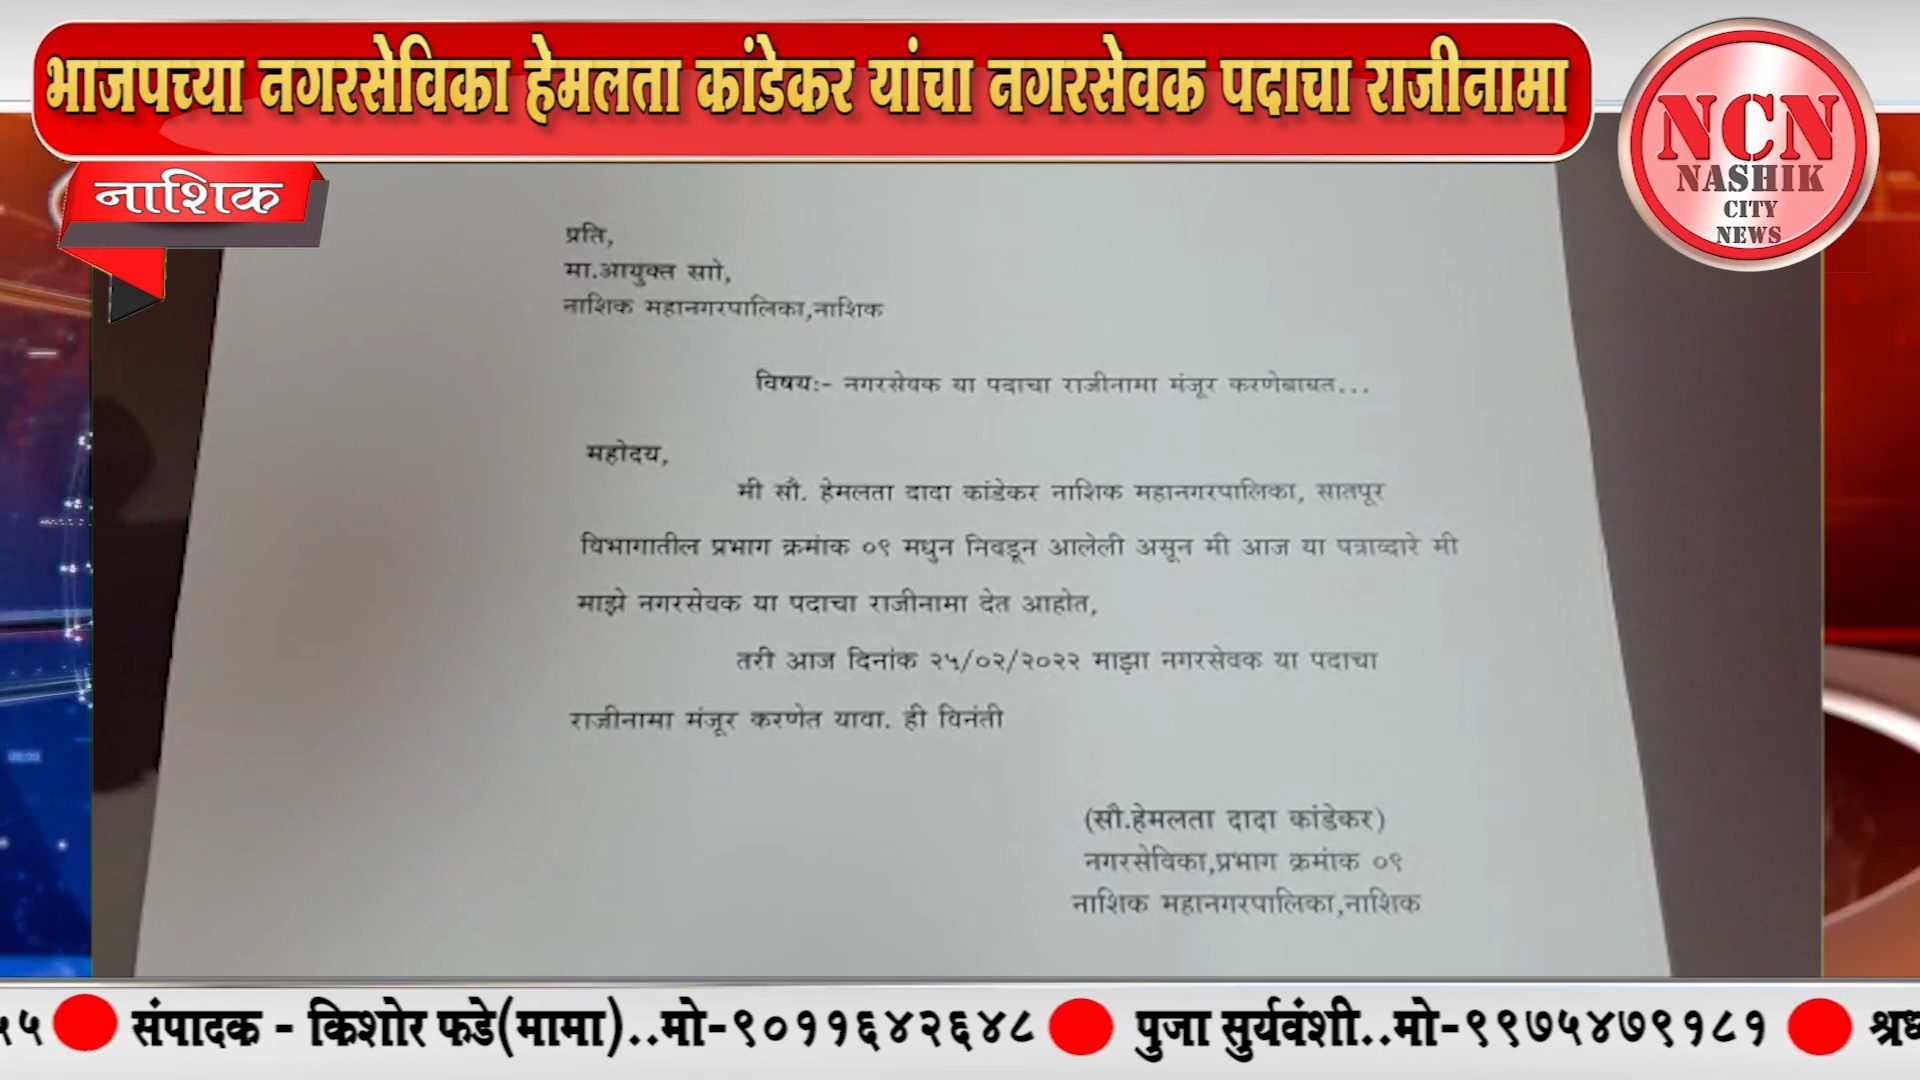 भाजपच्या नगरसेविका हेमलता कांडेकर यांचा नगरसेवक पदाचा राजीनामा
NCN
NASHIK
CITY
NEWS
नाशिक
प्रति,
मा.आयुक्त साो,
नाशिक महानगरपालिका,नाशिक
विषय:- नगरसेवक या पदाचा राजीनामा मंजूर करणेबाबत...
महोदय,
मी सौ. हेमलता दादा कांडेकर नाशिक महानगरपालिका, सातपूर
विभागातील प्रभाग क्रमांक ०९ मधुन निवडून आलेली असून मी आज या पत्राव्दारे मी
माझे नगरसेवक या पदाचा राजीनामा देत आहोत,
तरी आज दिनांक २५/०२/२०२२ माझा नगरसेवक या पदाचा
राजीनामा मंजूर करणेत यावा. ही विनंती
(सौ.हेमलता दादा कांडेकर)
नगरसेविका,प्रभाग क्रमांक ०९
नाशिक महानगरपालिका,नाशिक
५ संपादक - किशोर फडे(मामा)..मो-९०११६४२६४८ पुजा सुर्यवंशी..मो-९९७५४७९१८१